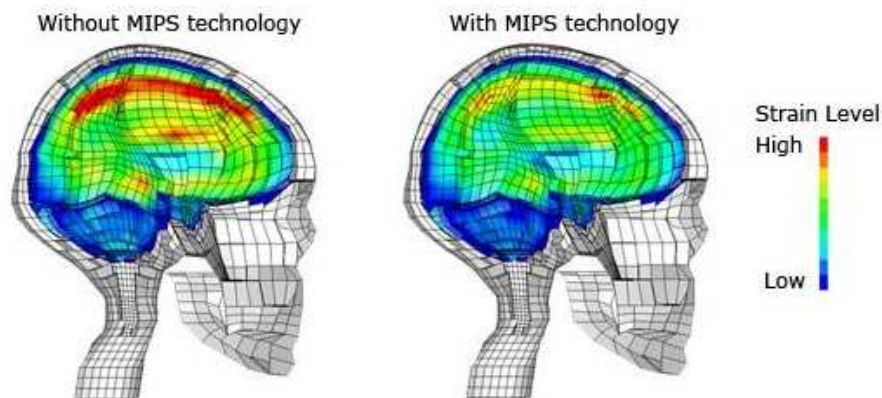 Without MIPS technology
With MIPS technology
Strain Level
High
Low